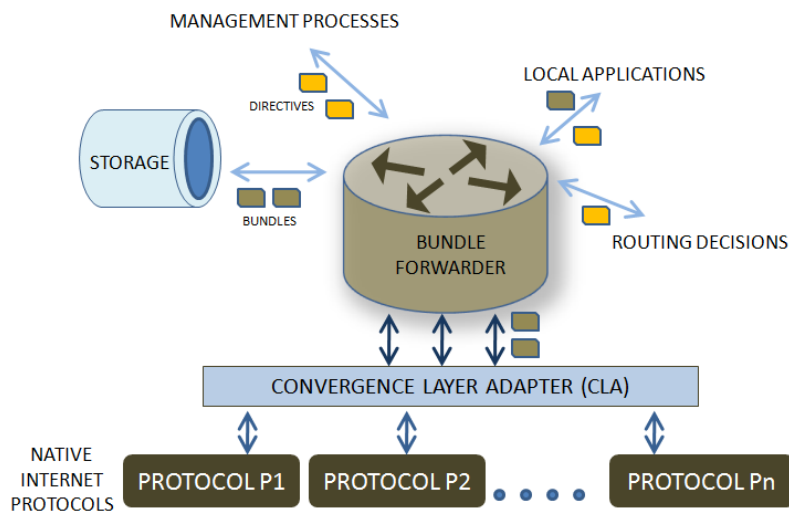 MANAGEMENT PROCESSES
LOCAL APPLICATIONS
DIRECTIVES
STORAGE
BUNDLES
BUNDLE
FORWARDER
ROUTING DECISIONS
CONVERGENCE LAYER ADAPTER (CLA)
NATIVE
INTERNET
PROTOCOLS
PROTOCOL P1
PROTOCOL P2
PROTOCOL Pn